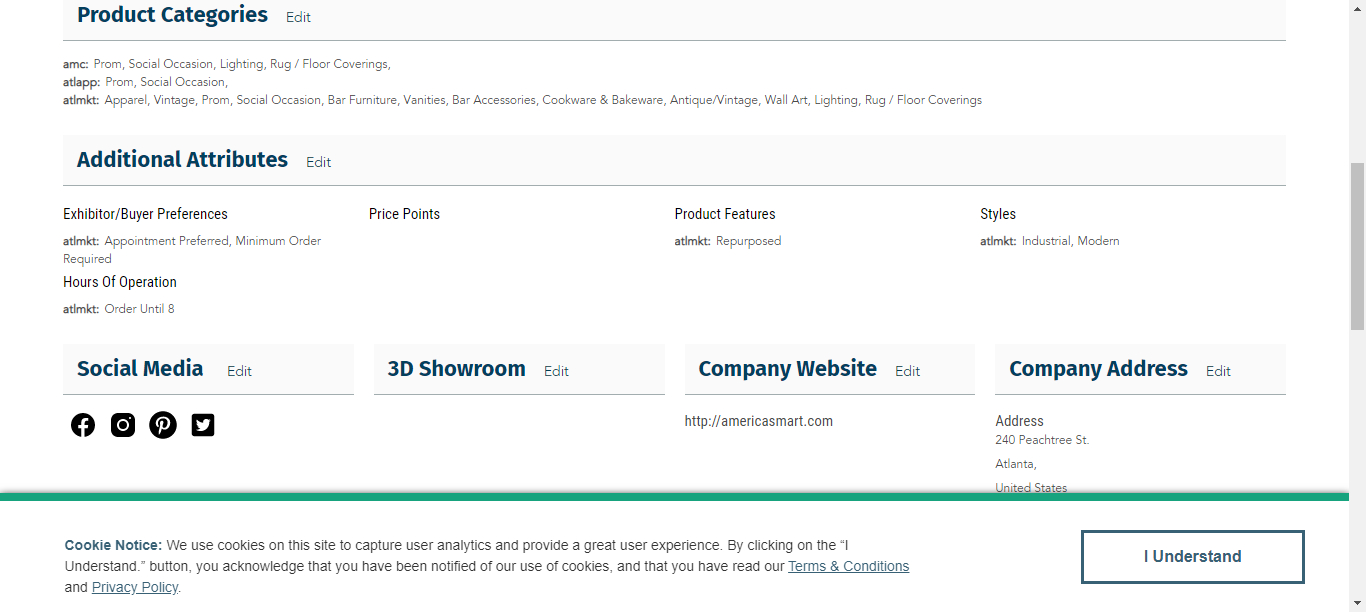 Product Categories Edit
amc: Prom, Social Occasion, Lighting, Rug / Floor Coverings,
atlapp: Prom, Social Occasion,
atlmkt: Apparel, Vintage, Prom, Social Occasion, Bar Furniture, Vanities, Bar Accessories, Cookware & Bakeware, Antique/Vintage, Wall Art, Lighting, Rug / Floor Coverings
Additional Attributes Edit
Exhibitor/Buyer Preferences
atlmkt: Appointment Preferred, Minimum Order
Required
Hours Of Operation
atlmkt: Order Until 8
Price Points
Product Features
atlmkt: Repurposed
Styles
atlmkt: Industrial, Modern
Social Media Edit
3D Showroom Edit
Company Website Edit
http://americasmart.com
Company Address Edit
Address
240 Peachtree St.
Atlanta,
United States
Cookie Notice: We use cookies on this site to capture user analytics and provide a great user experience. By clicking on the “I
Understand.” button, you acknowledge that you have been notified of our use of cookies, and that you have read our Terms & Conditions
and Privacy Policy.
I Understand